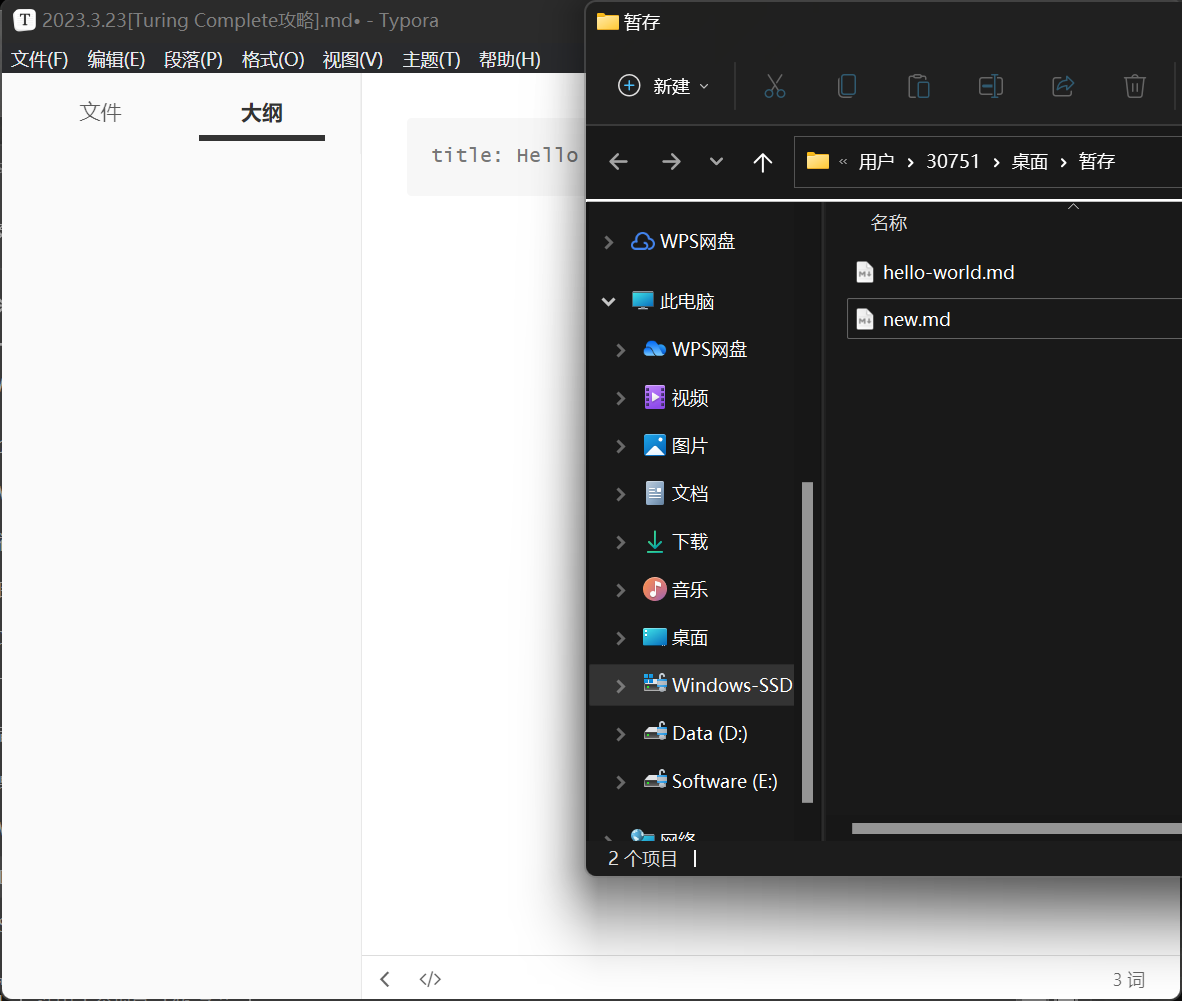 2023.3.23[Turing Complete攻略].md• - Typora
文件(F) 编辑(E) 段落(P) 格式(O) 视图(V) 主题(T) 帮助(H)
文件 大纲
title: Hello
</> 3 词
暂存
新建
« 用户 › 30751 › 桌面 › 暂存
WPS网盘
此电脑
WPS网盘
视频
图片
文档
下载
音乐
桌面
Windows-SSD
Data (D:)
Software (E:)
网络
名称
hello-world.md
new.md
2 个项目